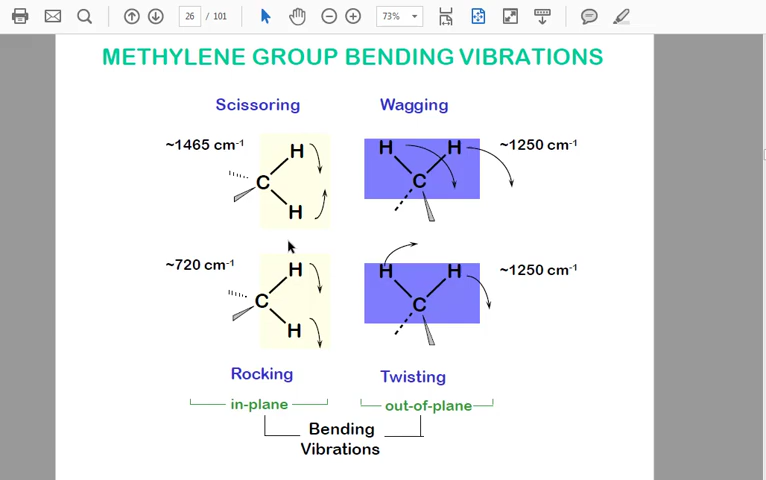 26 / 101 73%
METHYLENE GROUP BENDING VIBRATIONS
Scissoring Wagging
~1465 cm-1 H H H ~1250 cm-1
C C
H
~720 cm-1 H H H ~1250 cm-1
C C
H
Rocking Twisting
in-plane out-of-plane
Bending
Vibrations